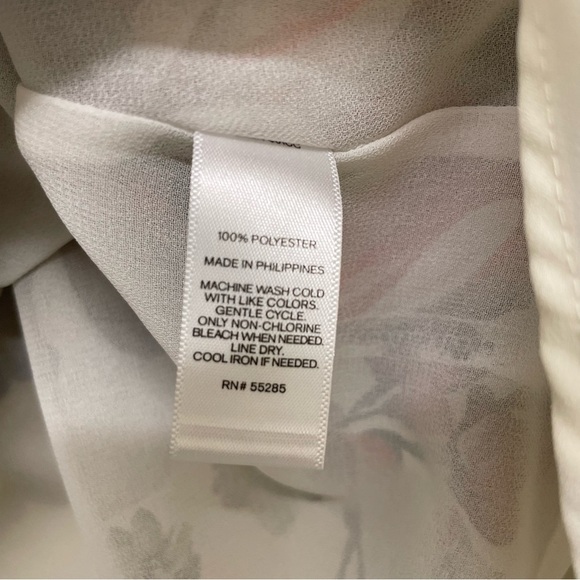 100% POLYESTER
MADE IN PHILIPPINES
MACHINE WASH COLD
WITH LIKE COLORS.
GENTLE CYCLE.
ONLY NON-CHLORINE
BLEACH WHEN NEEDED.
LINE DRY.
COOL IRON IF NEEDED.
RN# 55285